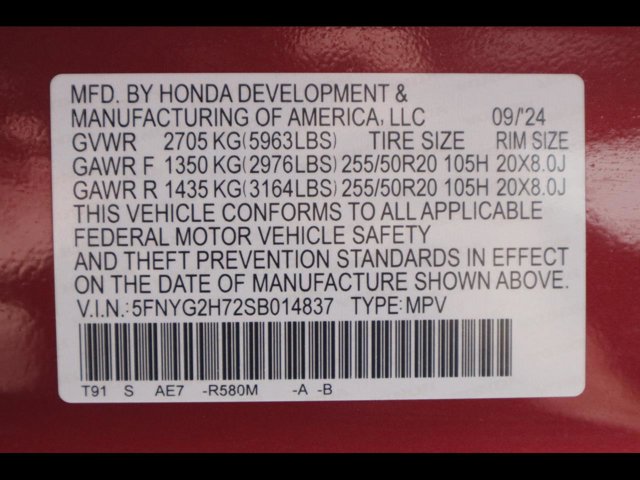 MFD. BY HONDA DEVELOPMENT &
MANUFACTURING OF AMERICA, LLC 09/'24
GVWR 2705 KG(5963LBS) TIRE SIZE RIM SIZE
GAWR F 1350 KG(2976LBS) 255/50R20 105H 20X8.0J
GAWR R 1435 KG(3164LBS) 255/50R20 105H 20X8.0J
THIS VEHICLE CONFORMS TO ALL APPLICABLE
FEDERAL MOTOR VEHICLE SAFETY
AND THEFT PREVENTION STANDARDS IN EFFECT
ON THE DATE OF MANUFACTURE SHOWN ABOVE.
V.I.N.:5FNYG2H72SB014837 TYPE:MPV
T91 S AE7 -R580M -A -B